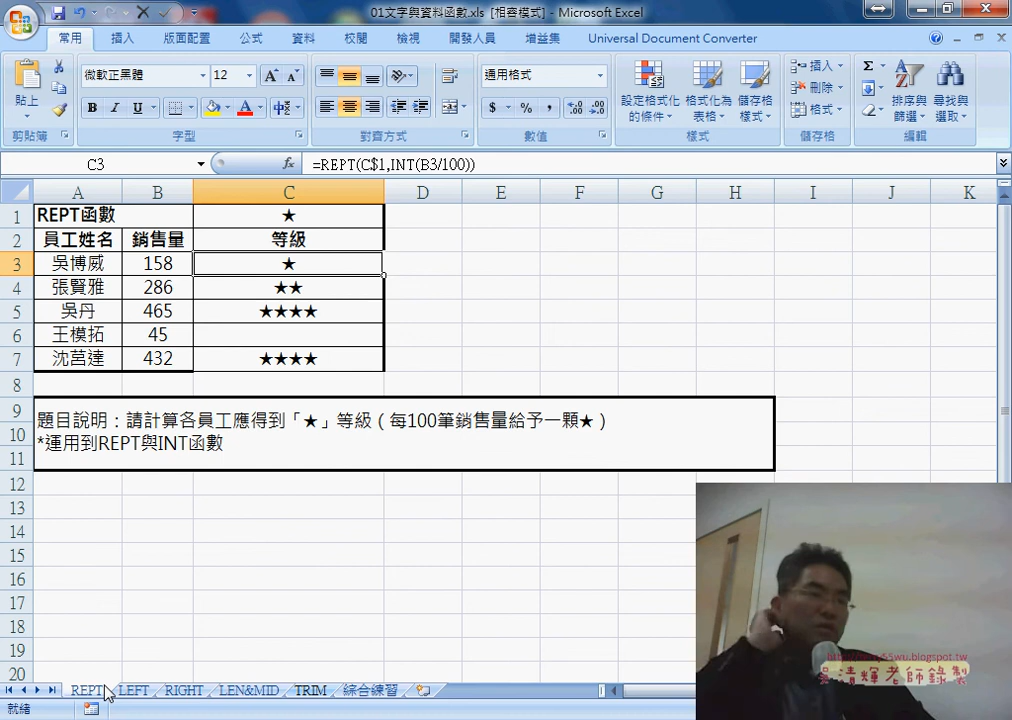 01文字與資料函數.xls [相容模式] - Microsoft Excel
常用 插入 版面配置 公式 資料 校閱 檢視 開發人員 增益集 Universal Document Converter
貼上 微軟正黑體 12 通用格式 設定格式化的條件 格式化為表格 儲存格樣式 插入 刪除 格式 排序與篩選 尋找與選取
剪貼簿 字型 對齊方式 數值 樣式 儲存格 編輯
C3 fx =REPT(C$1,INT(B3/100))
A B C D E F G H I J K
1 REPT函數 ★
2 員工姓名 銷售量 等級
3 吳博威 158 ★
4 張賢雅 286 ★★
5 吳丹 465 ★★★★
6 王模拓 45
7 沈莒達 432 ★★★★
8
9 題目說明：請計算各員工應得到「★」等級（每100筆銷售量給予一顆★）
10 *運用到REPT與INT函數
11
12
13
14
15
16
17
18
19
20
REPT LEFT RIGHT LEN&MID TRIM 綜合練習
就緒
吳清輝老師錄製